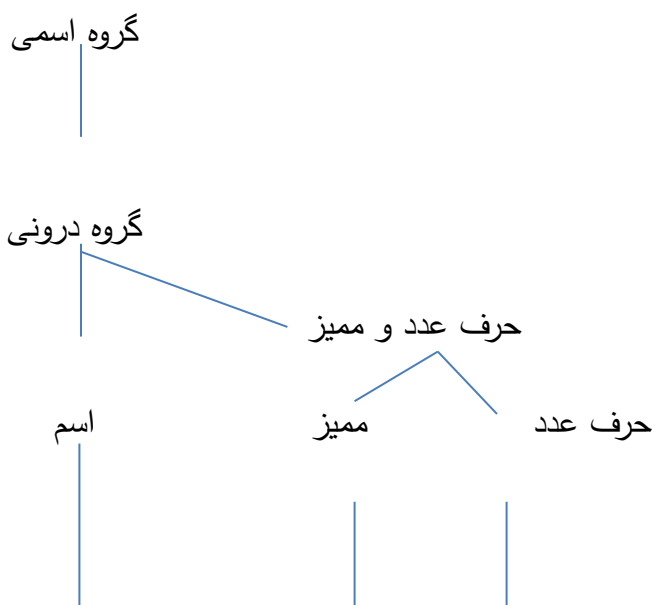 گروه اسمی
گروه درونی
حرف عدد و ممیز
حرف عدد ممیز اسم